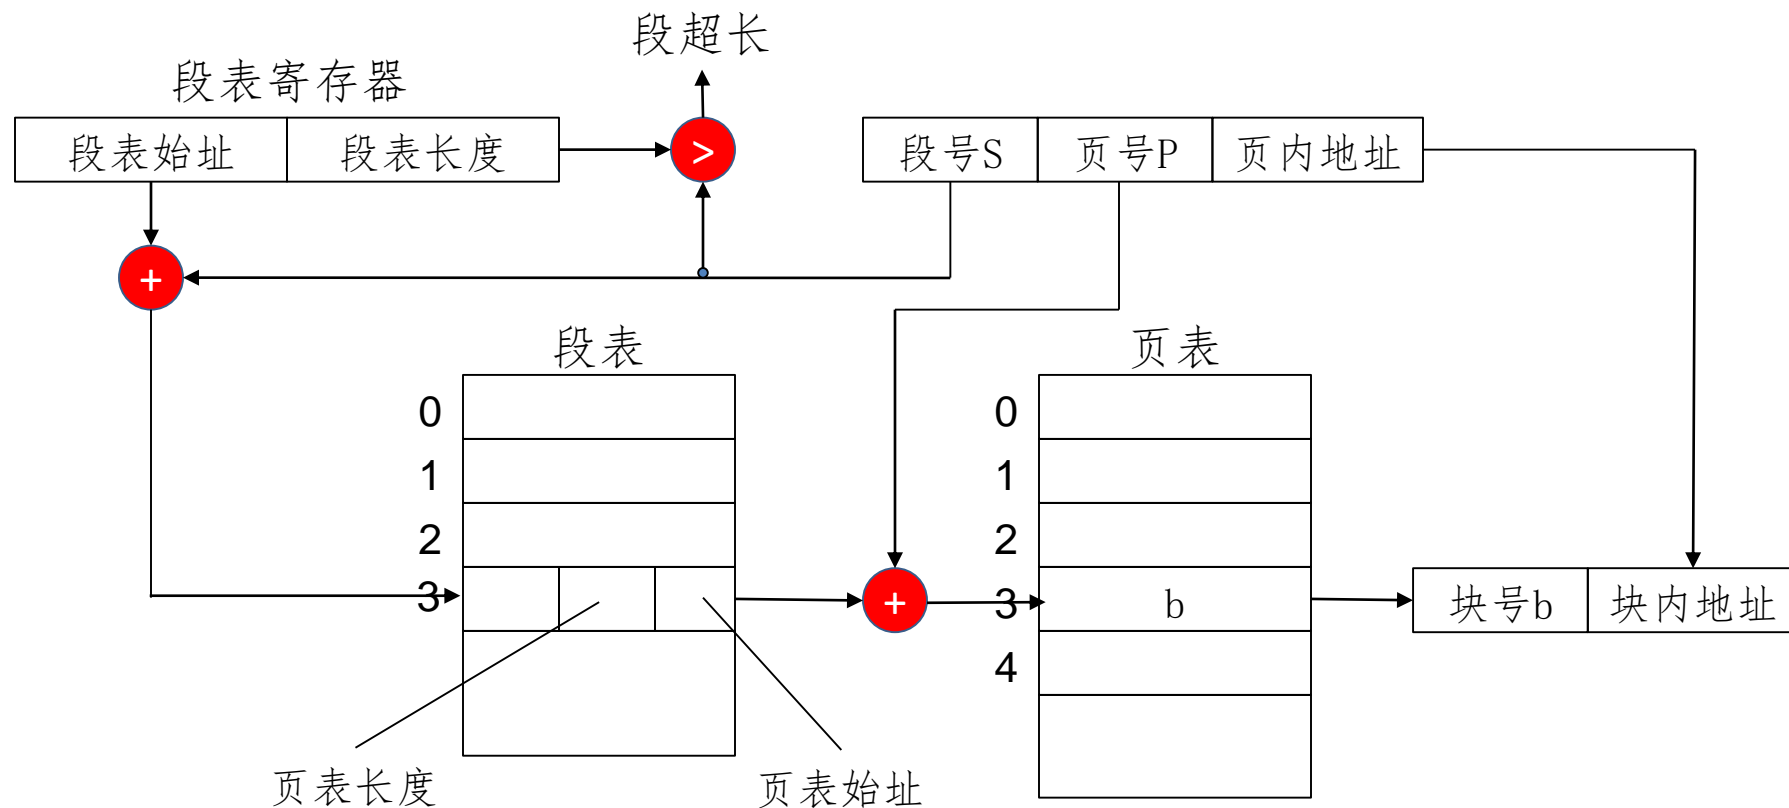 段超长
段表寄存器
段表始址 段表长度 > 段号S 页号P 页内地址
+
段表 页表
0 0
1 1
2 2
3 + 3 b 块号b 块内地址
4
页表长度 页表始址